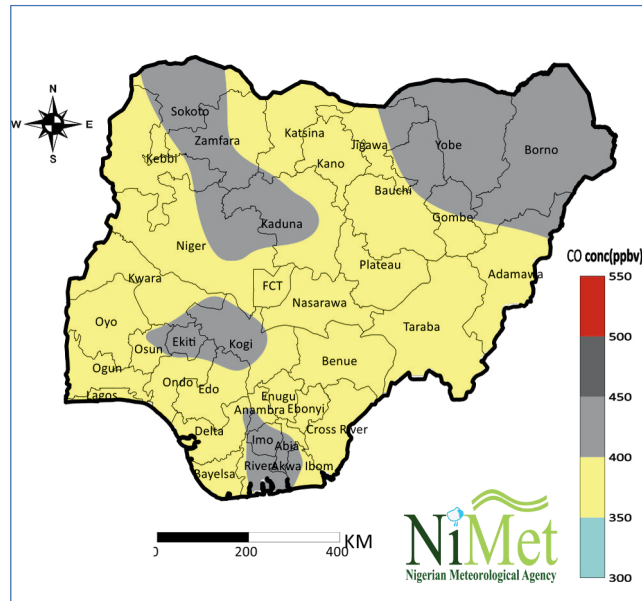 N
W
E
S
Sokoto
Zamfara
Katsina
Jigawa
Yobe
Borno
Kebbi
Kano
Bauchi
Gombe
Kaduna
Niger
Plateau
Adamawa
Kwara
FCT
Nasarawa
Taraba
Oyo
Osun
Ekiti
Kogi
Benue
Ogun
Ondo
Edo
Lagos
Enugu
Anambra
Ebonyi
Cross River
Delta
Imo
Abia
Bayelsa
Rivers
Akwa Ibom
CO conc(ppbv)
550
500
450
400
350
300
0 200 400 KM
NiMet
Nigerian Meteorological Agency